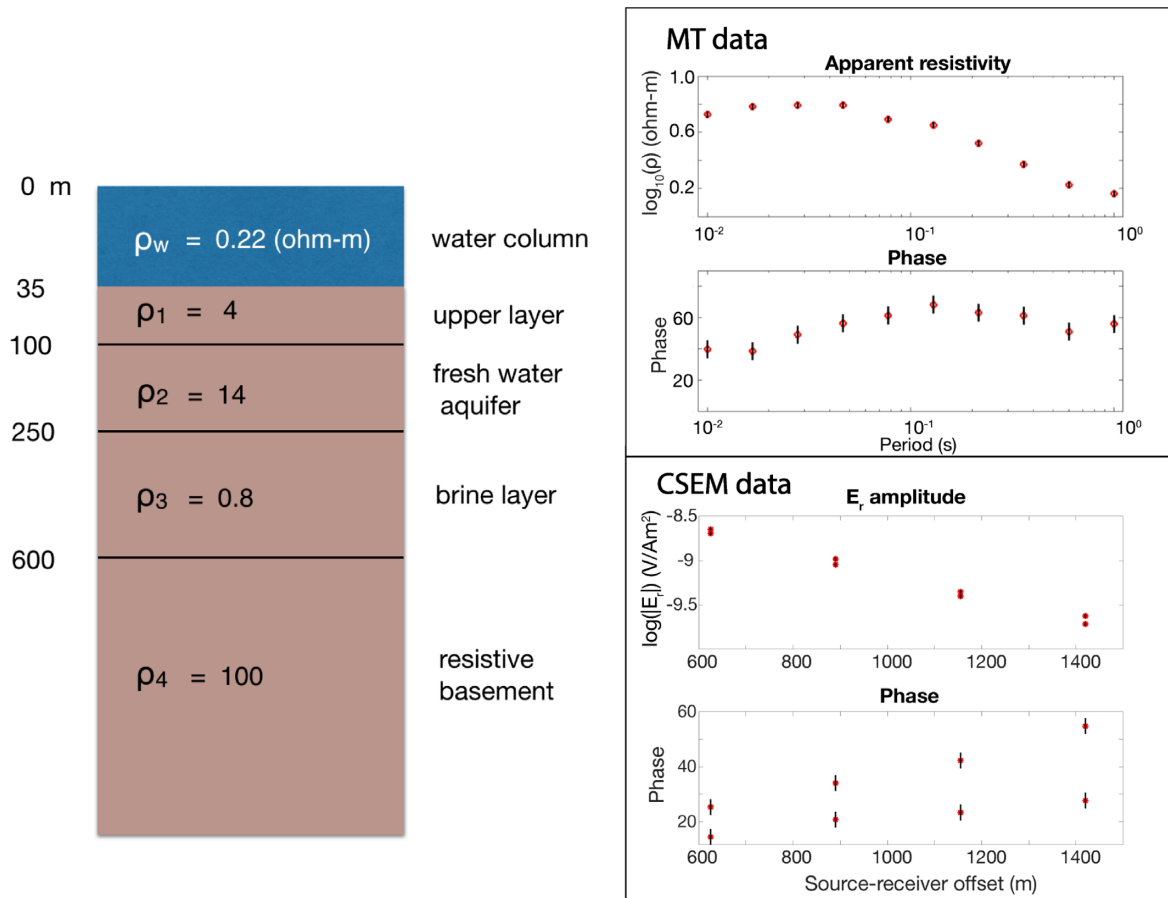 0 m
ρw = 0.22 (ohm-m)
water column
35
ρ1 = 4
upper layer
100
ρ2 = 14
fresh water
aquifer
250
ρ3 = 0.8
brine layer
600
ρ4 = 100
resistive
basement
MT data
Apparent resistivity
log10(ρ) (ohm-m)
1.0
0.6
0.2
10^-2
10^-1
10^0
Phase
Phase
60
20
10^-2
10^-1
10^0
Period (s)
CSEM data
Er amplitude
log(|Er|) (V/Am²)
-8.5
-9
-9.5
600
800
1000
1200
1400
Phase
Phase
60
40
20
600
800
1000
1200
1400
Source-receiver offset (m)